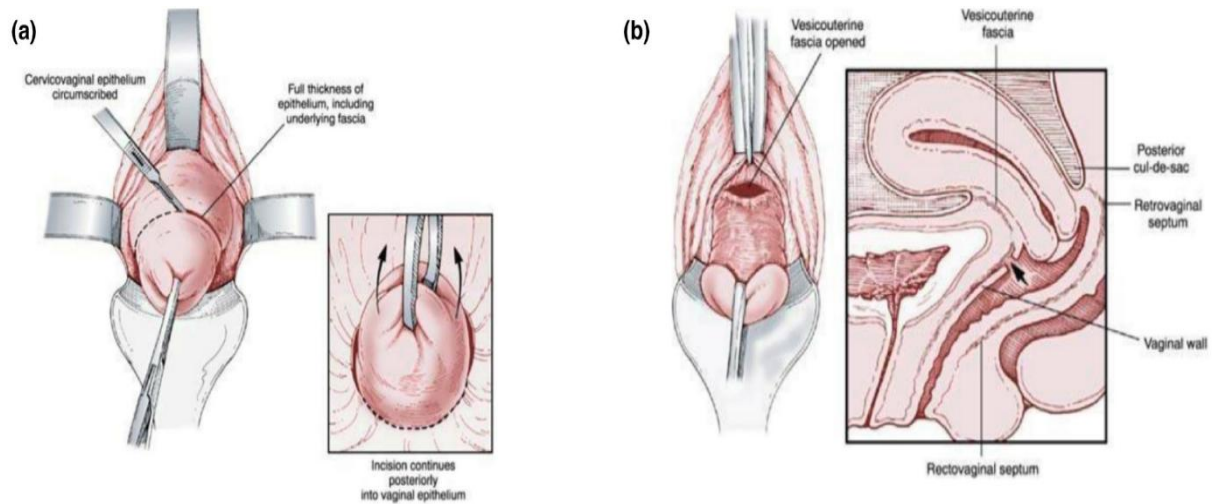 (a)
Cervicovaginal epithelium
circumscribed
Full thickness of
epithelium, including
underlying fascia
Incision continues
posteriorly
into vaginal epithelium
(b)
Vesicouterine
fascia opened
Vesicouterine
fascia
Posterior
cul-de-sac
Retrovaginal
septum
Vaginal wall
Rectovaginal septum